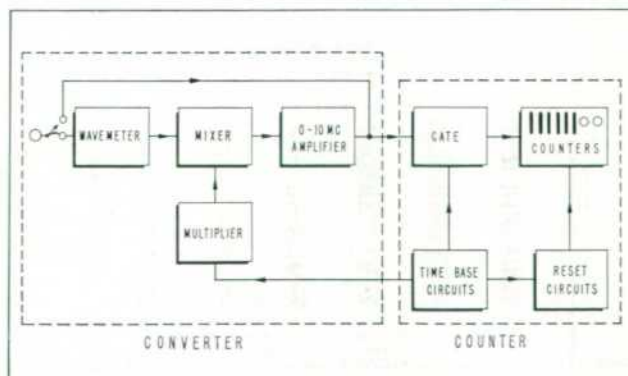 WAVEMETER
MIXER
0-10 MC
AMPLIFIER
GATE
COUNTERS
MULTIPLIER
TIME BASE
CIRCUITS
RESET
CIRCUITS
CONVERTER
COUNTER